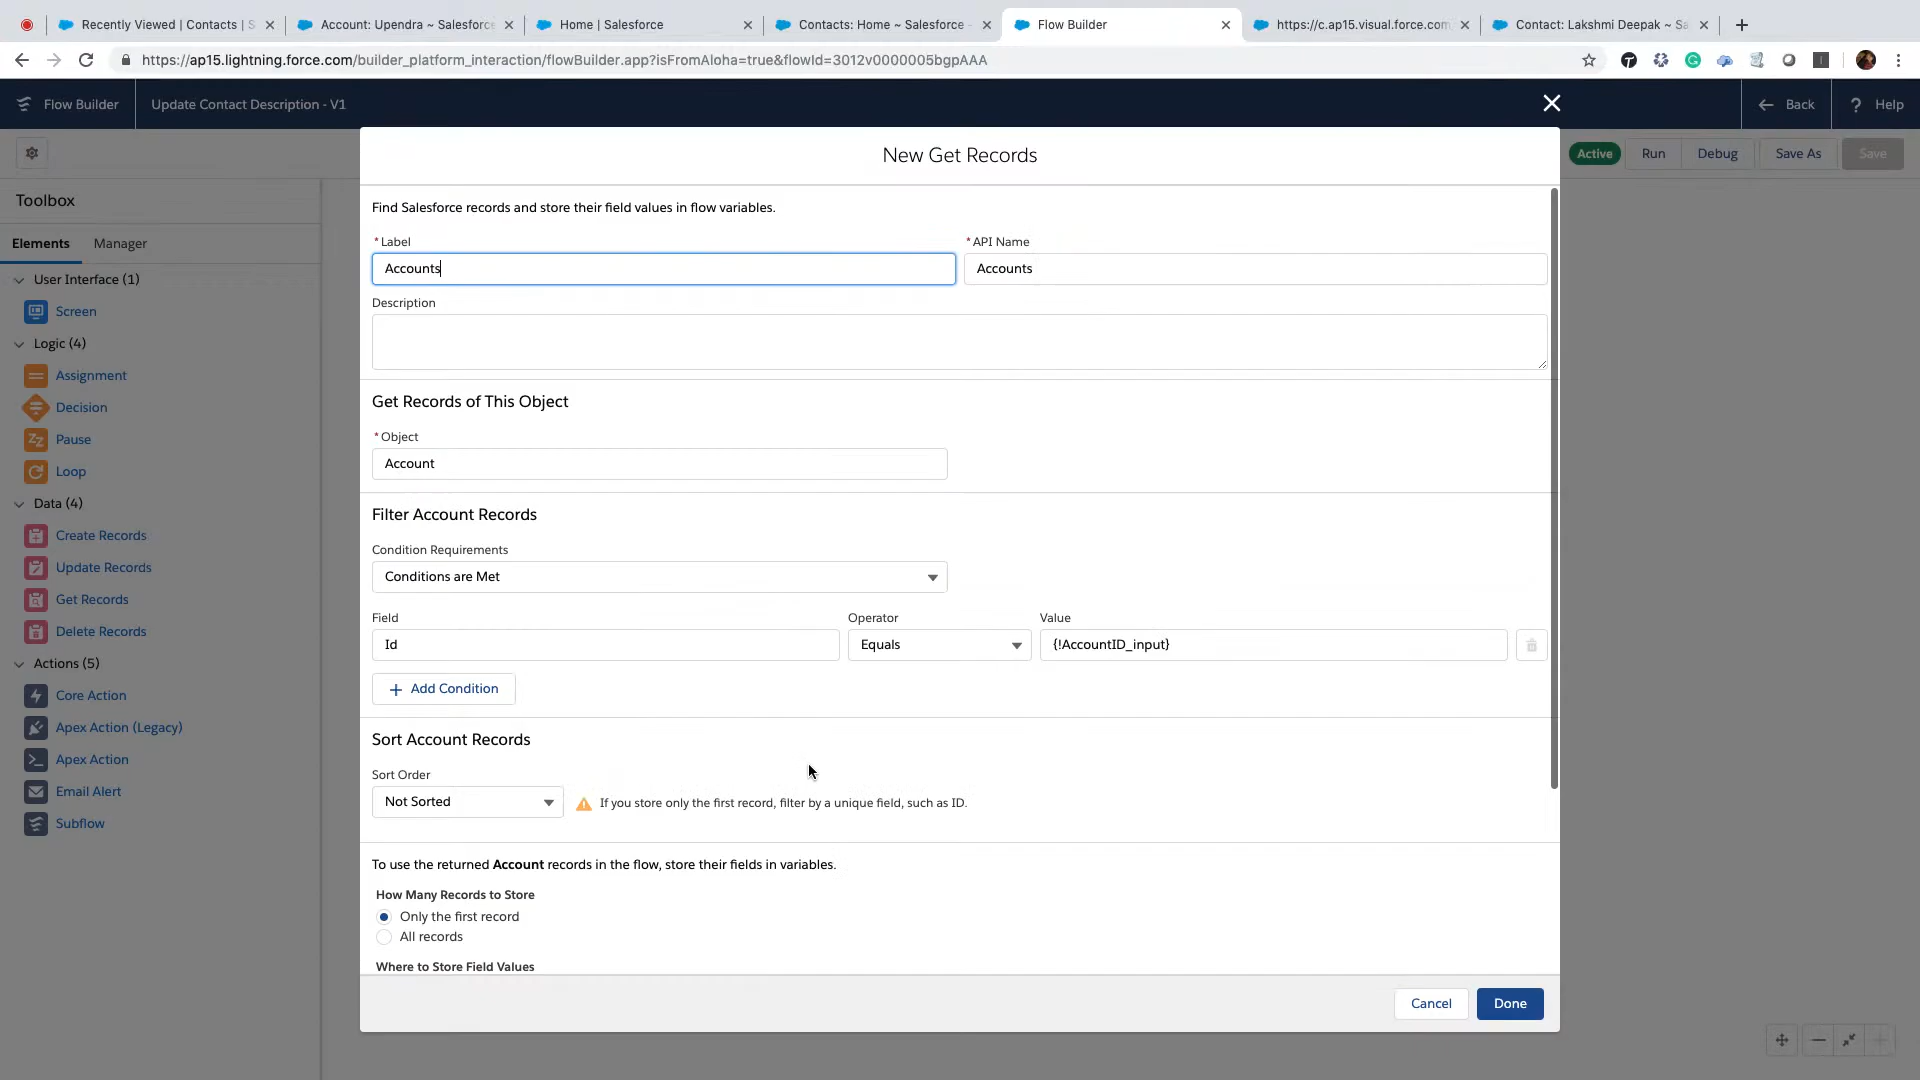 Recently Viewed | Contacts | S
Account: Upendra ~ Salesforce
Home | Salesforce
Contacts: Home ~ Salesforce -
Flow Builder
https://c.ap15.visual.force.com
Contact: Lakshmi Deepak ~ Sa
https://ap15.lightning.force.com/builder_platform_interaction/flowBuilder.app?isFromAloha=true&flowId=3012v0000005bgpAAA
Flow Builder
Update Contact Description - V1
Back
? Help
Active
Run
Debug
Save As
Save
Toolbox
Elements
Manager
User Interface (1)
Screen
Logic (4)
Assignment
Decision
Pause
Loop
Data (4)
Create Records
Update Records
Get Records
Delete Records
Actions (5)
Core Action
Apex Action (Legacy)
Apex Action
Email Alert
Subflow
New Get Records
Find Salesforce records and store their field values in flow variables.
* Label
* API Name
Accounts
Accounts
Description
Get Records of This Object
* Object
Account
Filter Account Records
Condition Requirements
Conditions are Met
Field
Operator
Value
Id
Equals
{!AccountID_input}
+ Add Condition
Sort Account Records
Sort Order
Not Sorted
If you store only the first record, filter by a unique field, such as ID.
To use the returned Account records in the flow, store their fields in variables.
How Many Records to Store
Only the first record
All records
Where to Store Field Values
Cancel
Done